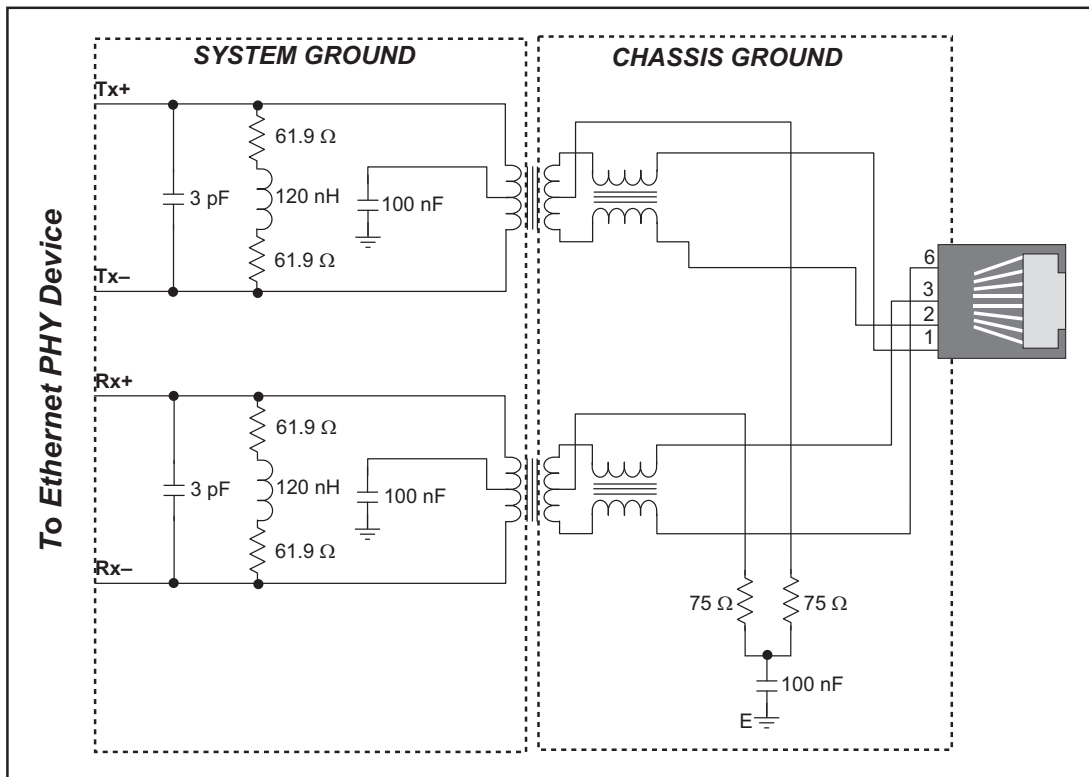 SYSTEM GROUND
CHASSIS GROUND
To Ethernet PHY Device
Tx+
61.9 Ω
3 pF
120 nH
100 nF
61.9 Ω
Tx–
6
3
2
1
Rx+
61.9 Ω
3 pF
120 nH
100 nF
61.9 Ω
Rx–
75 Ω
75 Ω
100 nF
E